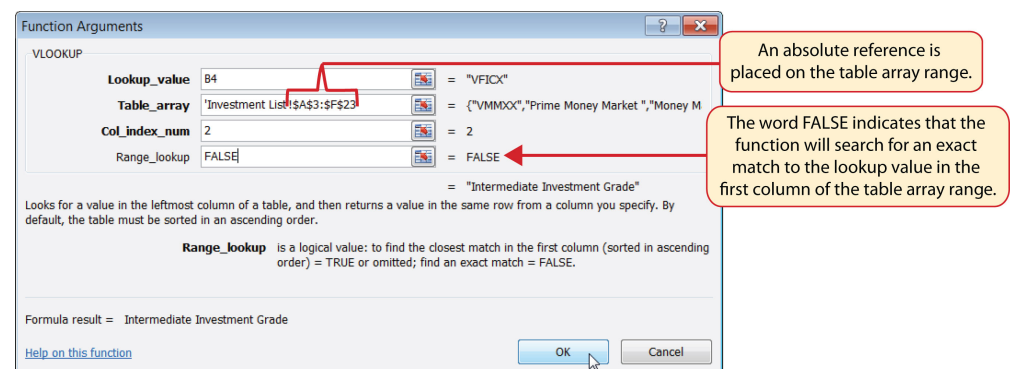 Function Arguments
VLOOKUP
Lookup_value B4 = "VFICX"
Table_array 'Investment List'!$A$3:$F$23 = {"VMMXX","Prime Money Market ","Money M
Col_index_num 2 = 2
Range_lookup FALSE = FALSE
= "Intermediate Investment Grade"
Looks for a value in the leftmost column of a table, and then returns a value in the same row from a column you specify. By
default, the table must be sorted in an ascending order.
Range_lookup is a logical value: to find the closest match in the first column (sorted in ascending
order) = TRUE or omitted; find an exact match = FALSE.
Formula result = Intermediate Investment Grade
Help on this function
OK Cancel
An absolute reference is
placed on the table array range.
The word FALSE indicates that the
function will search for an exact
match to the lookup value in the
first column of the table array range.